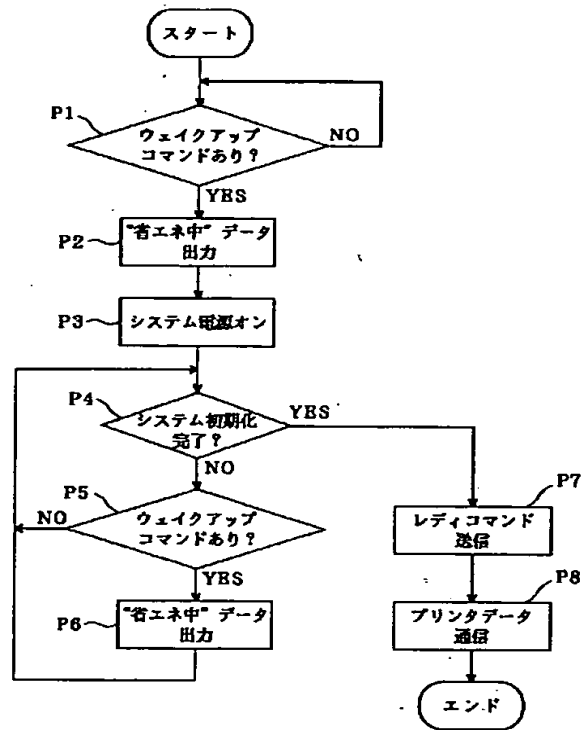 スタート
P1
ウェイクアップ
コマンドあり？
NO
YES
P2
"省エネ中" データ
出力
P3
システム電源オン
P4
システム初期化
完了？
YES
NO
P5
NO
ウェイクアップ
コマンドあり？
YES
P6
"省エネ中" データ
出力
P7
レディコマンド
送信
P8
プリンタデータ
通信
エンド